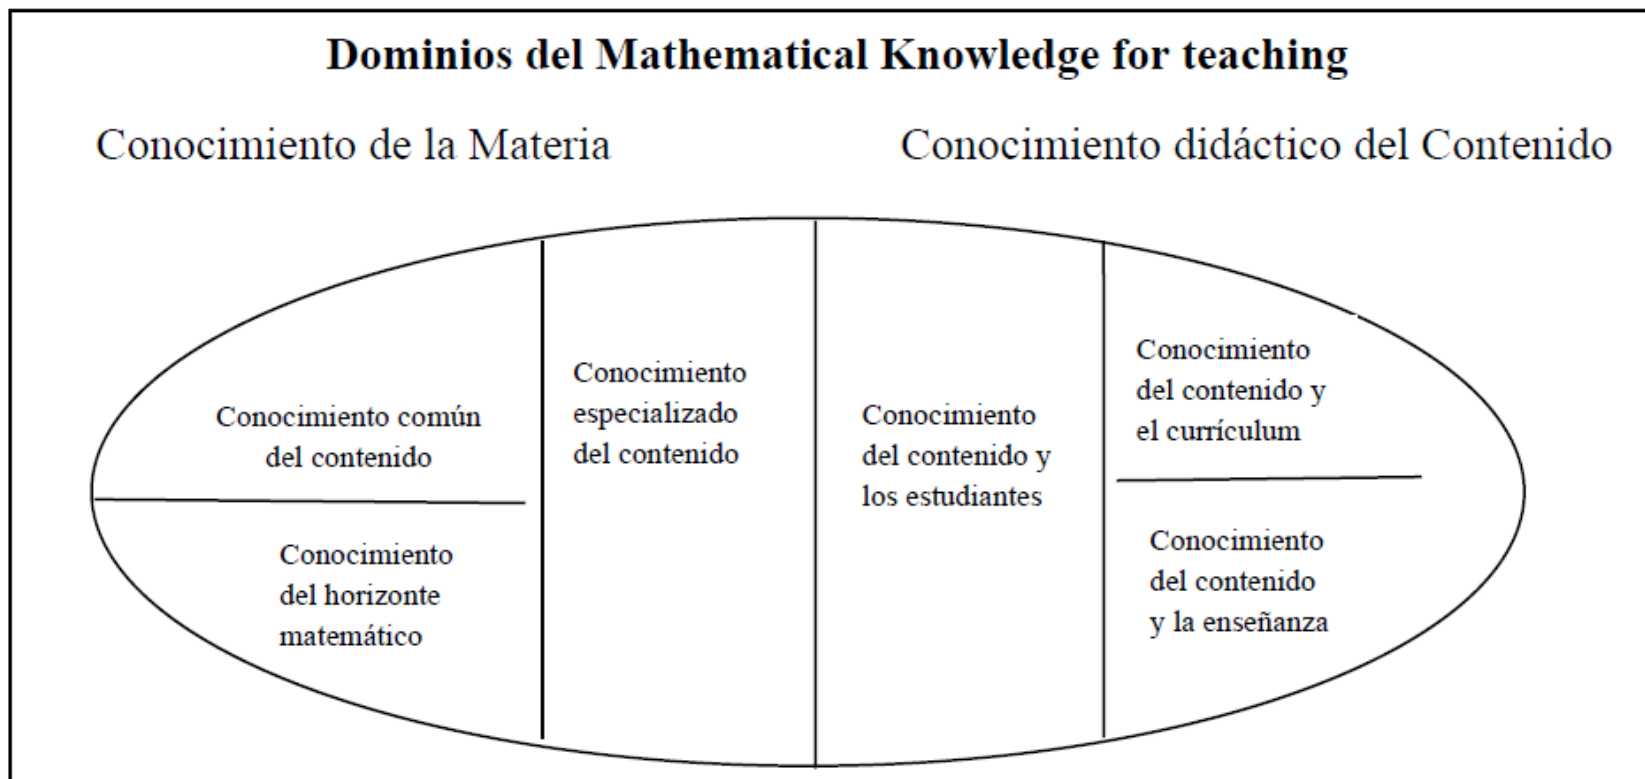 Dominios del Mathematical Knowledge for teaching
Conocimiento de la Materia
Conocimiento didáctico del Contenido
Conocimiento común
del contenido
Conocimiento
del horizonte
matemático
Conocimiento
especializado
del contenido
Conocimiento
del contenido y
los estudiantes
Conocimiento
del contenido y
el currículum
Conocimiento
del contenido
y la enseñanza